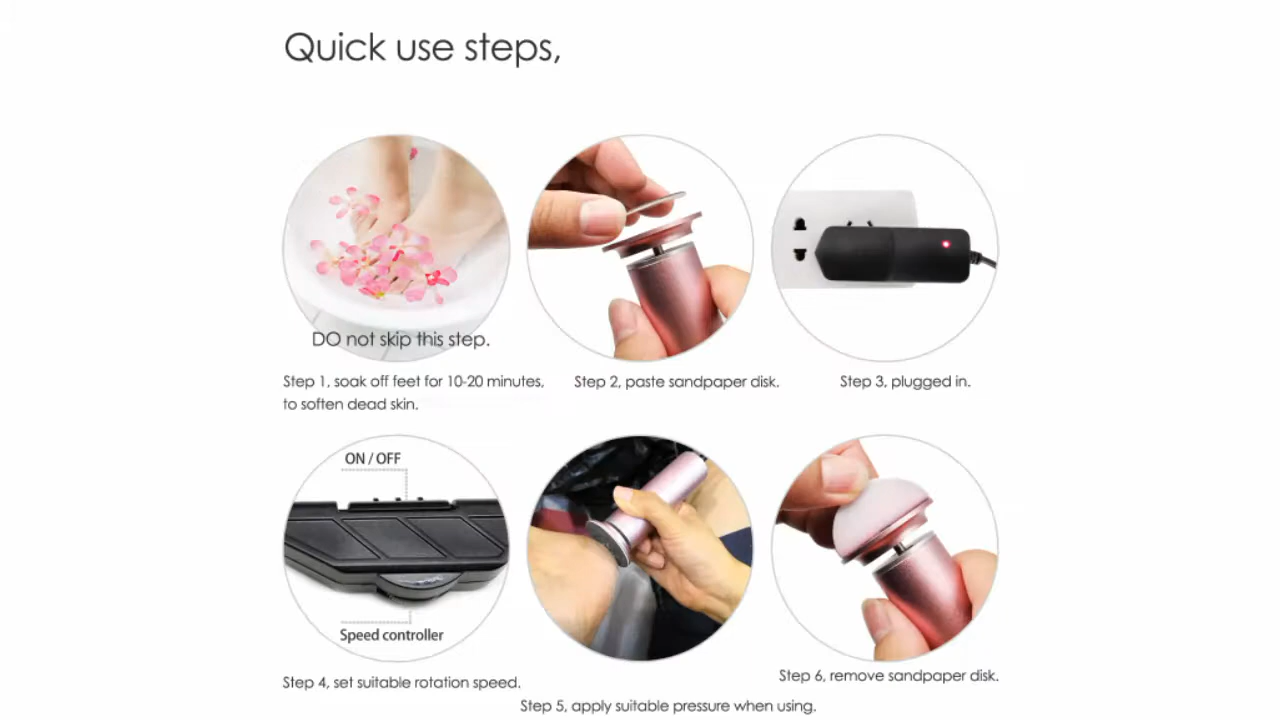 Quick use steps,
DO not skip this step.
Step 1, soak off feet for 10-20 minutes,
to soften dead skin.
Step 2, paste sandpaper disk.
Step 3, plugged in.
ON / OFF
Speed controller
Step 4, set suitable rotation speed.
Step 5, apply suitable pressure when using.
Step 6, remove sandpaper disk.